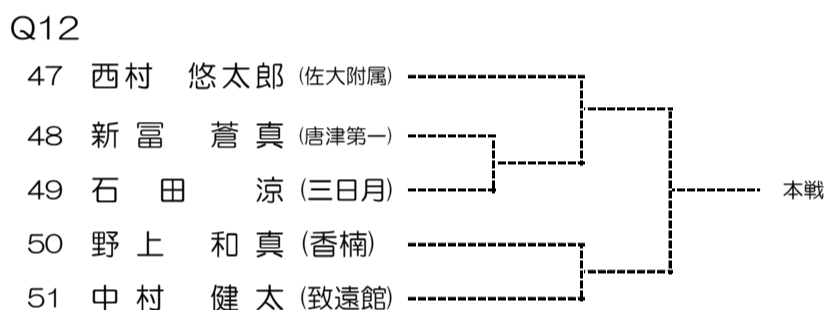 Q12
47 西村 悠太郎 (佐大附属)
48 新冨 蒼真 (唐津第一)
49 石田 涼 (三日月)
本戦
50 野上 和真 (香楠)
51 中村 健太 (致遠館)